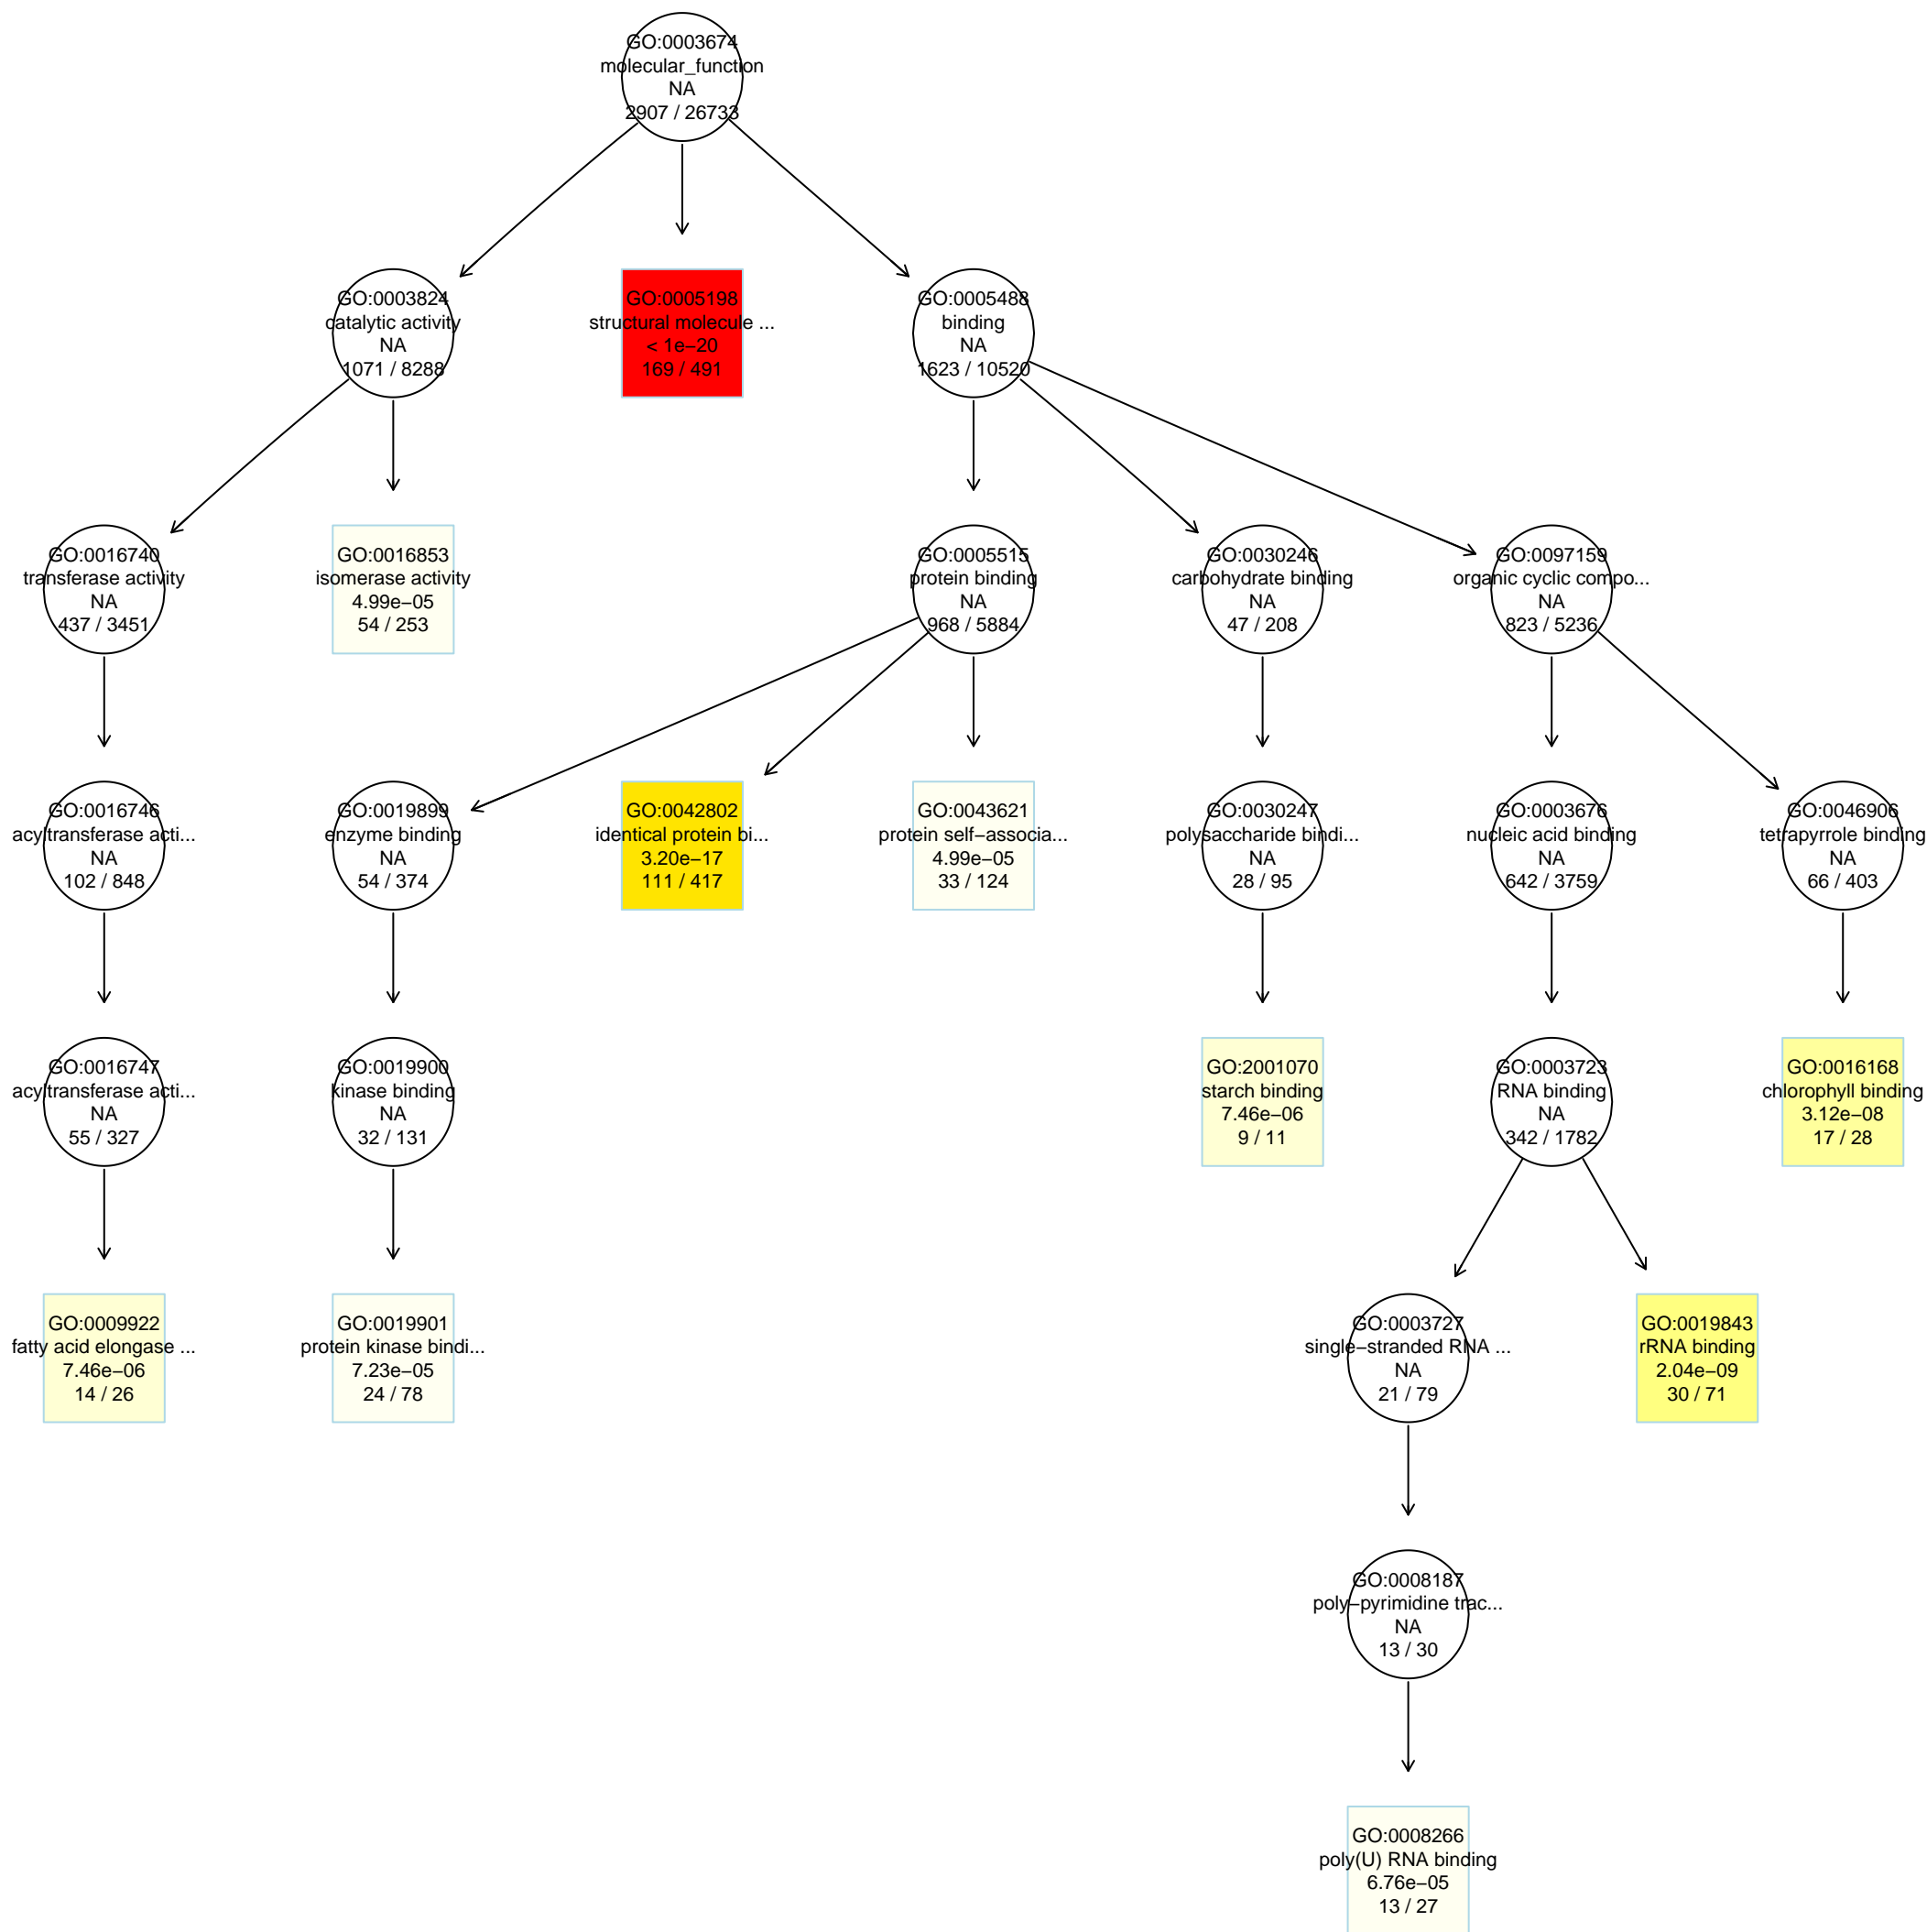 GO:0003674
molecular_function
NA
2907 / 26733
GO:0003824
catalytic activity
NA
1071 / 8288
GO:0005198
structural molecule ...
< 1e−20
169 / 491
GO:0005488
binding
NA
1623 / 10520
GO:0016740
transferase activity
NA
437 / 3451
GO:0016853
isomerase activity
4.99e−05
54 / 253
GO:0005515
protein binding
NA
968 / 5884
GO:0030246
carbohydrate binding
NA
47 / 208
GO:0097159
organic cyclic compo...
NA
823 / 5236
GO:0016746
acyltransferase acti...
NA
102 / 848
GO:0019899
enzyme binding
NA
54 / 374
GO:0042802
identical protein bi...
3.20e−17
111 / 417
GO:0043621
protein self−associa...
4.99e−05
33 / 124
GO:0030247
polysaccharide bindi...
NA
28 / 95
GO:0003676
nucleic acid binding
NA
642 / 3759
GO:0046906
tetrapyrrole binding
NA
66 / 403
GO:0016747
acyltransferase acti...
NA
55 / 327
GO:0019900
kinase binding
NA
32 / 131
GO:2001070
starch binding
7.46e−06
9 / 11
GO:0003723
RNA binding
NA
342 / 1782
GO:0016168
chlorophyll binding
3.12e−08
17 / 28
GO:0009922
fatty acid elongase ...
7.46e−06
14 / 26
GO:0019901
protein kinase bindi...
7.23e−05
24 / 78
GO:0003727
single−stranded RNA ...
NA
21 / 79
GO:0019843
rRNA binding
2.04e−09
30 / 71
GO:0008187
poly−pyrimidine trac...
NA
13 / 30
GO:0008266
poly(U) RNA binding
6.76e−05
13 / 27